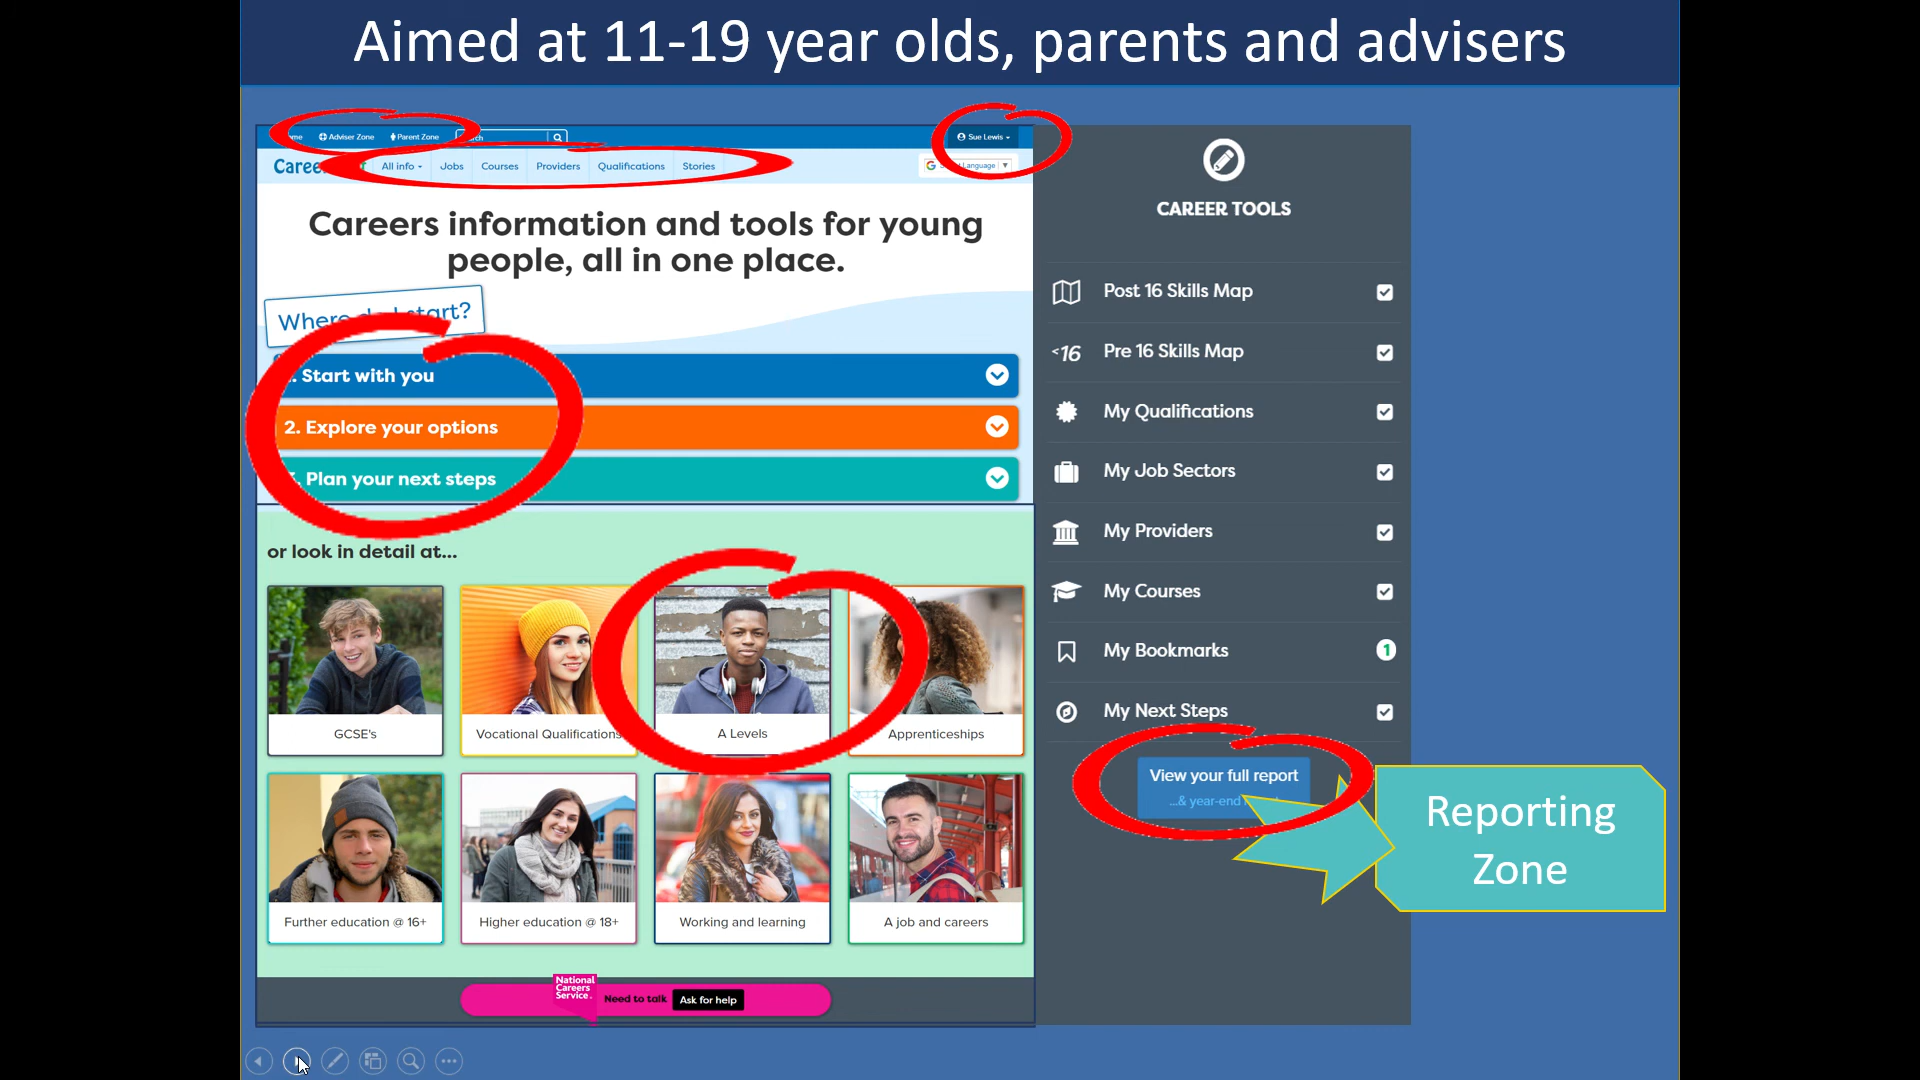 Aimed at 11-19 year olds, parents and advisers
Adviser Zone
Parent Zone
Sue Lewis
All info
Jobs
Courses
Providers
Qualifications
Stories
Language
Careers information and tools for young
people, all in one place.
start?
Start with you
2. Explore your options
Plan your next steps
or look in detail at...
GCSE's
Vocational Qualifications
A Levels
Apprenticeships
Further education @ 16+
Higher education @ 18+
Working and learning
A job and careers
National
Careers
Service
Need to talk
Ask for help
CAREER TOOLS
Post 16 Skills Map
<16
Pre 16 Skills Map
My Qualifications
My Job Sectors
My Providers
My Courses
My Bookmarks
1
My Next Steps
View your full report
...& year-end
Reporting
Zone